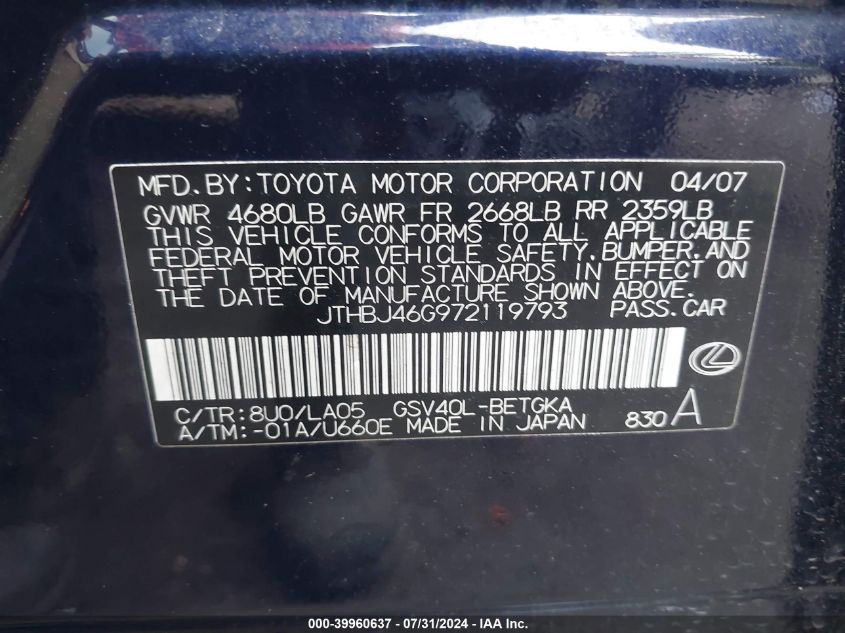 MFD.BY:TOYOTA MOTOR CORPORATION 04/07
GVWR 4680LB GAWR FR 2668LB RR 2359LB
THIS VEHICLE CONFORMS TO ALL APPLICABLE
FEDERAL MOTOR VEHICLE SAFETY,BUMPER,AND
THEFT PREVENTION STANDARDS IN EFFECT ON
THE DATE OF MANUFACTURE SHOWN ABOVE.
JTHBJ46G972119793 PASS.CAR
C/TR:8U0/LA05 GSV40L-BETGKA
A/TM:-01A/U660E MADE IN JAPAN 830 A
000-39960637 - 07/31/2024 - IAA Inc.